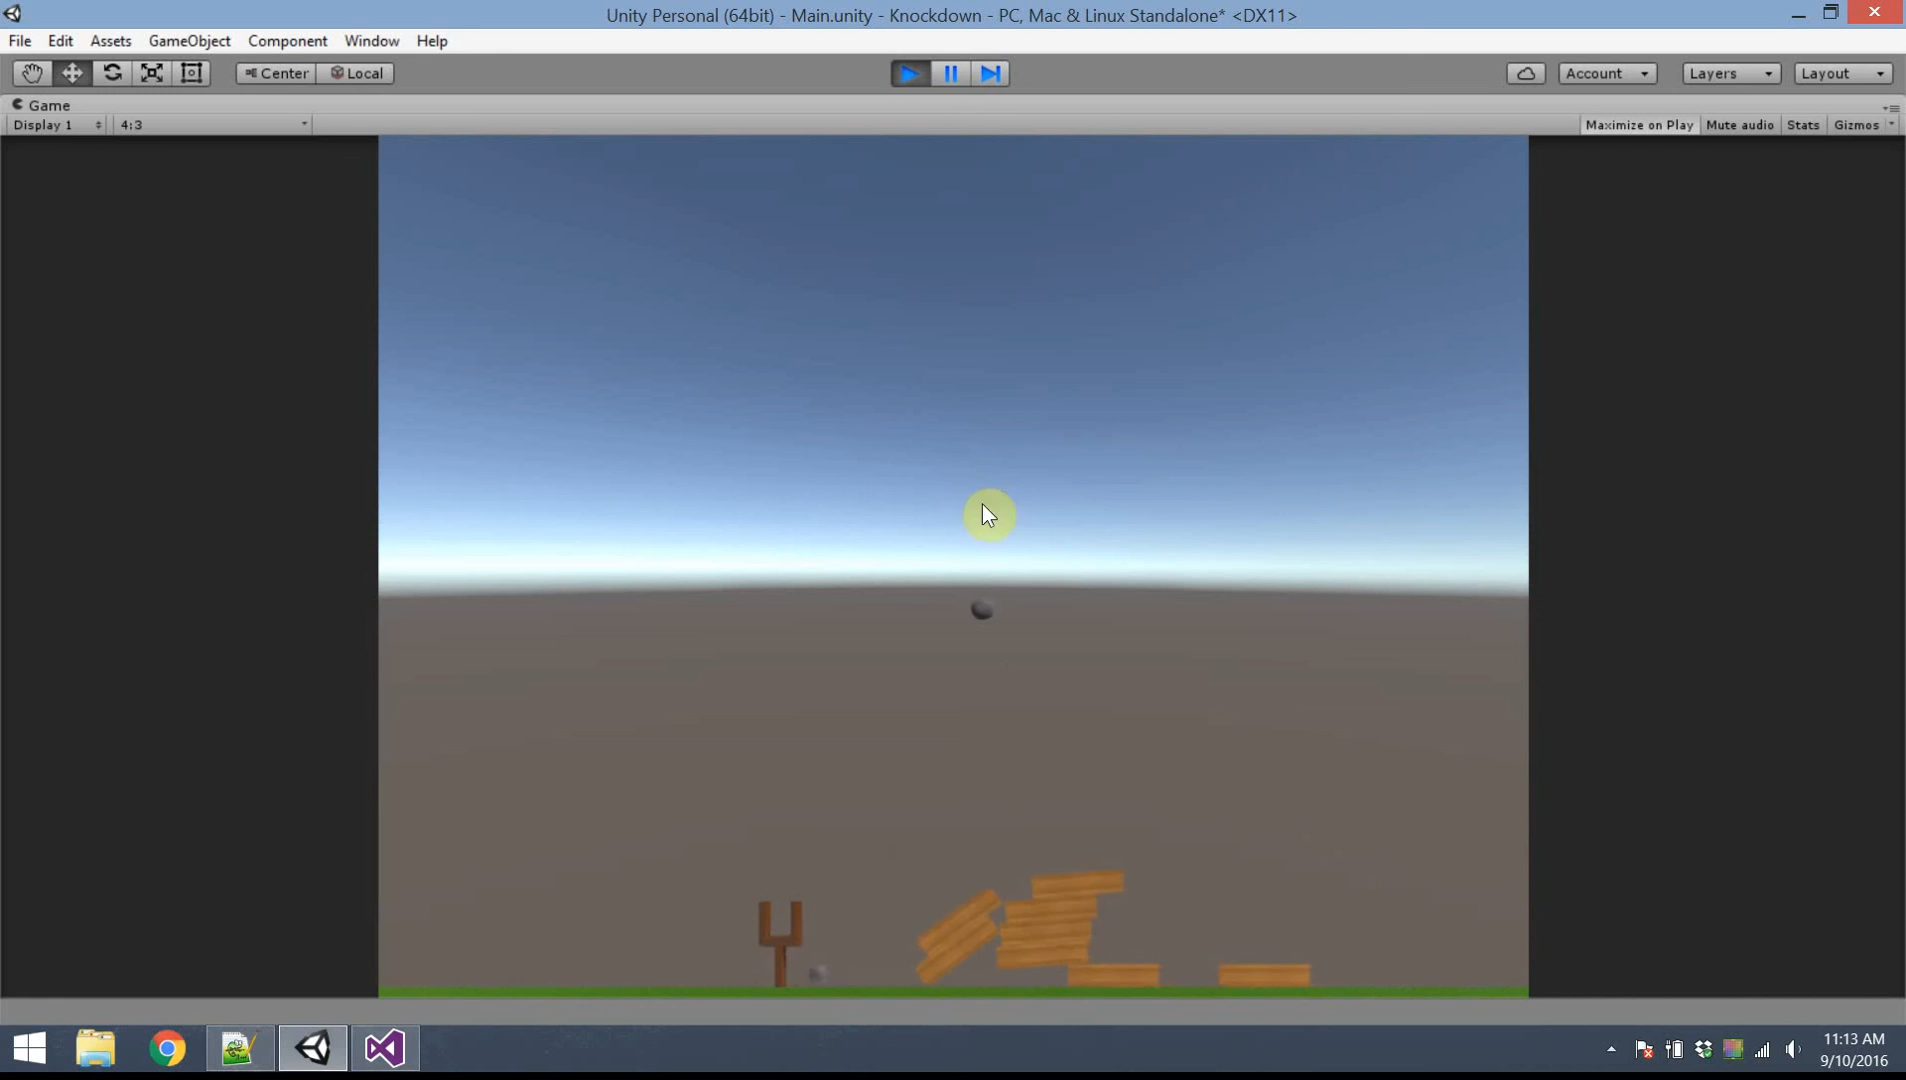 Unity Personal (64bit) - Main.unity - Knockdown - PC, Mac & Linux Standalone* <DX11>
File Edit Assets GameObject Component Window Help
Center Local Account Layers Layout
Game
Display 1 4:3 Maximize on Play Mute audio Stats Gizmos
11:13 AM
9/10/2016